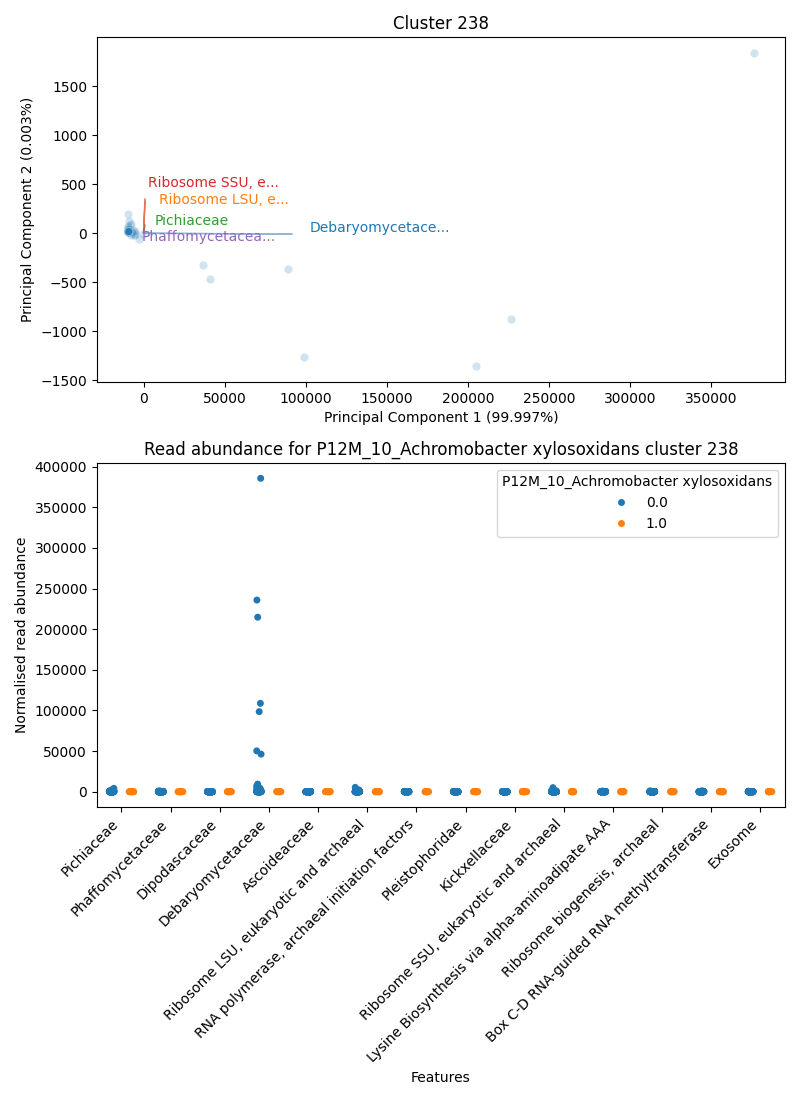 Cluster 238
Principal Component 2 (0.003%)
1500
1000
500
0
−500
−1000
−1500
Ribosome SSU, e...
Ribosome LSU, e...
Pichiaceae
Debaryomycetace...
Phaffomycetacea...
0
50000
100000
150000
200000
250000
300000
350000
Principal Component 1 (99.997%)
Read abundance for P12M_10_Achromobacter xylosoxidans cluster 238
Normalised read abundance
400000
350000
300000
250000
200000
150000
100000
50000
0
P12M_10_Achromobacter xylosoxidans
0.0
1.0
Pichiaceae
Phaffomycetaceae
Dipodascaceae
Debaryomycetaceae
Ascoideaceae
Ribosome LSU, eukaryotic and archaeal
RNA polymerase, archaeal initiation factors
Pleistophoridae
Kickxellaceae
Ribosome SSU, eukaryotic and archaeal
Lysine Biosynthesis via alpha-aminoadipate AAA
Ribosome biogenesis, archaeal
Box C-D RNA-guided RNA methyltransferase
Exosome
Features